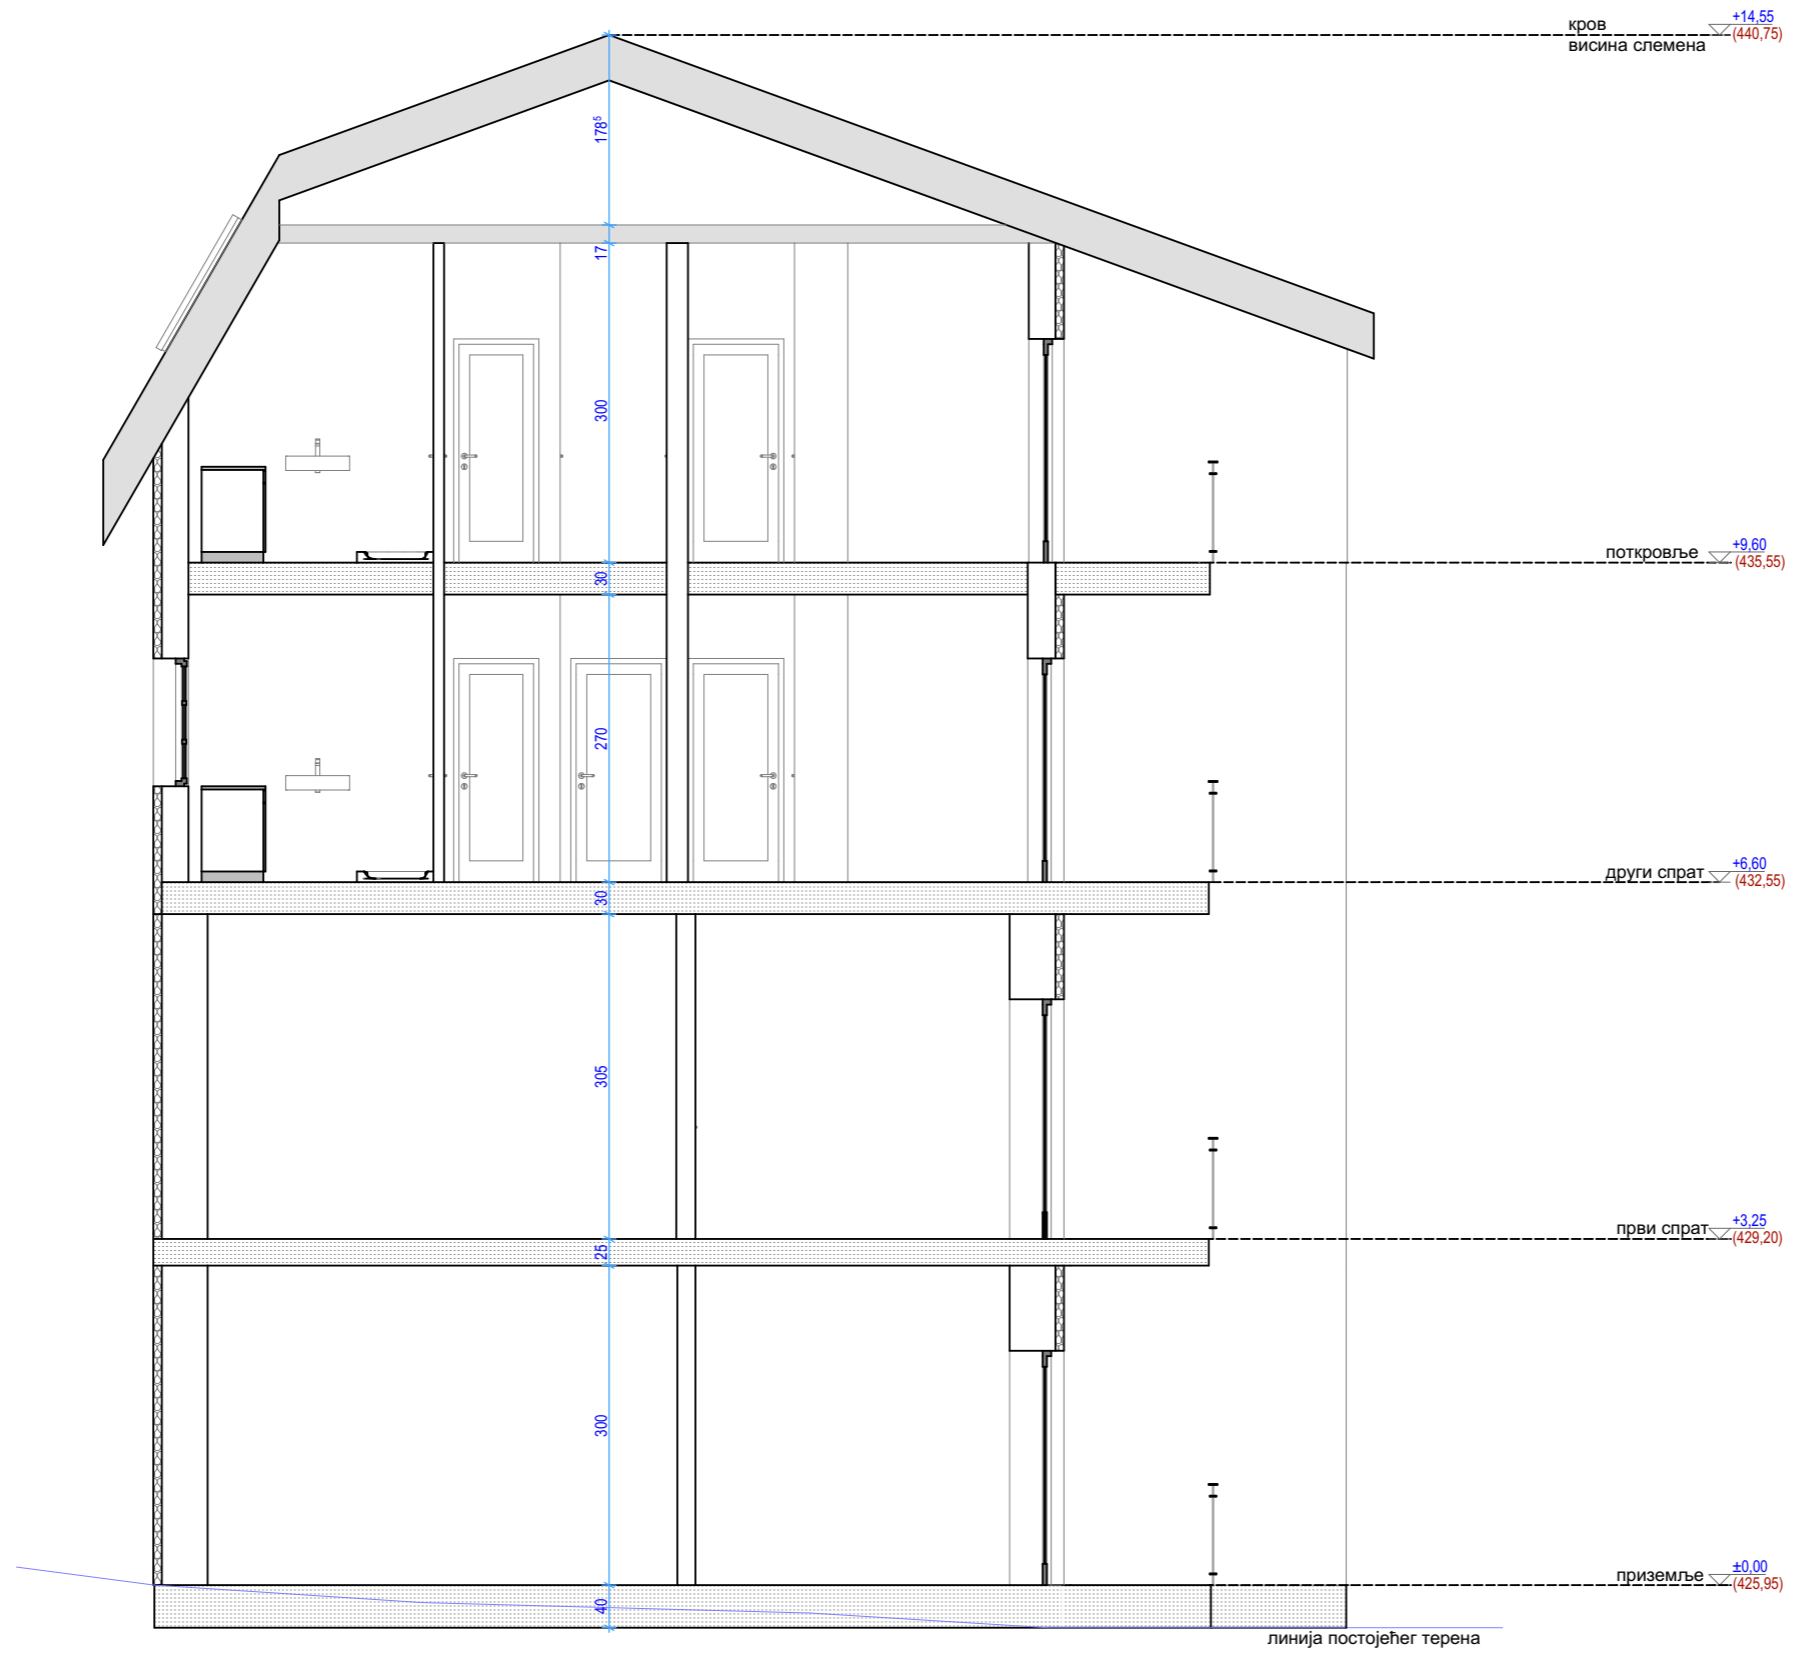 кров
висина слемена
+14,55
(440,75)
178⁵
17
300
поткровље
+9,60
(435,55)
30
270
други спрат
+6,60
(432,55)
30
305
први спрат
+3,25
(429,20)
25
300
приземље
±0,00
(425,95)
40
линија постојећег терена